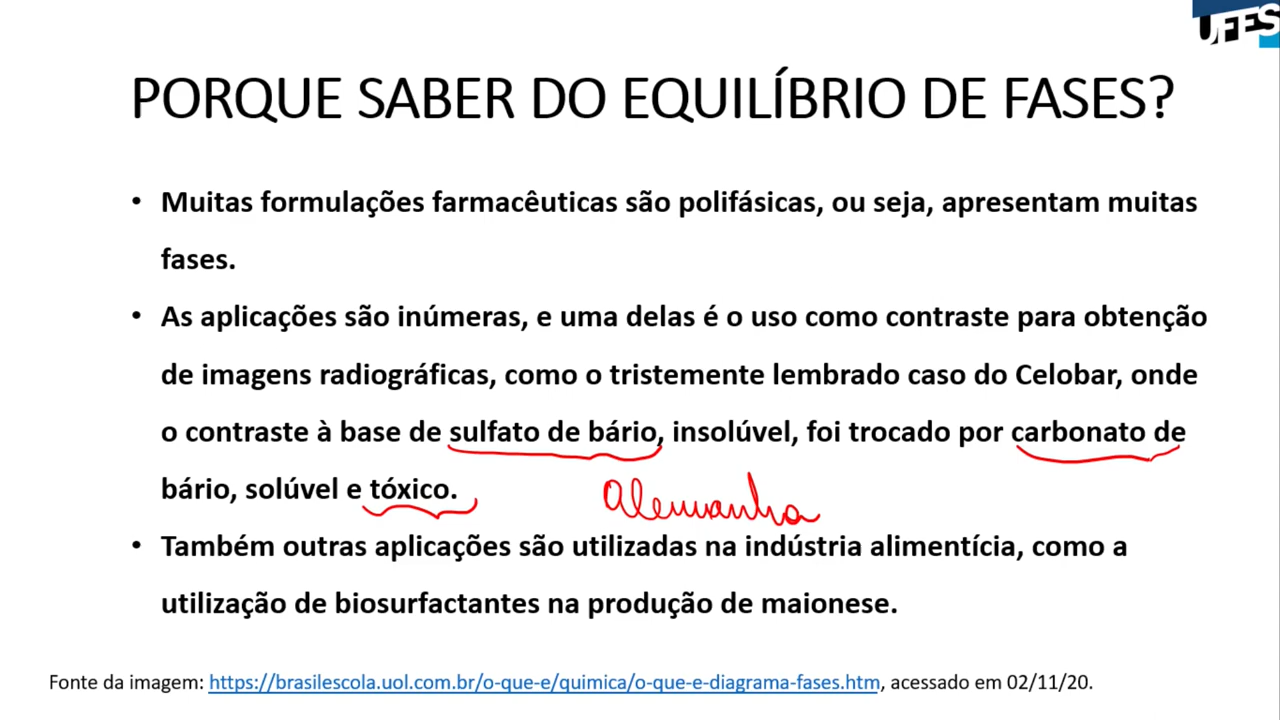 UFES
PORQUE SABER DO EQUILÍBRIO DE FASES?
• Muitas formulações farmacêuticas são polifásicas, ou seja, apresentam muitas
fases.
• As aplicações são inúmeras, e uma delas é o uso como contraste para obtenção
de imagens radiográficas, como o tristemente lembrado caso do Celobar, onde
o contraste à base de sulfato de bário, insolúvel, foi trocado por carbonato de
bário, solúvel e tóxico.
Alemanha
• Também outras aplicações são utilizadas na indústria alimentícia, como a
utilização de biosurfactantes na produção de maionese.
Fonte da imagem: https://brasilescola.uol.com.br/o-que-e/quimica/o-que-e-diagrama-fases.htm, acessado em 02/11/20.